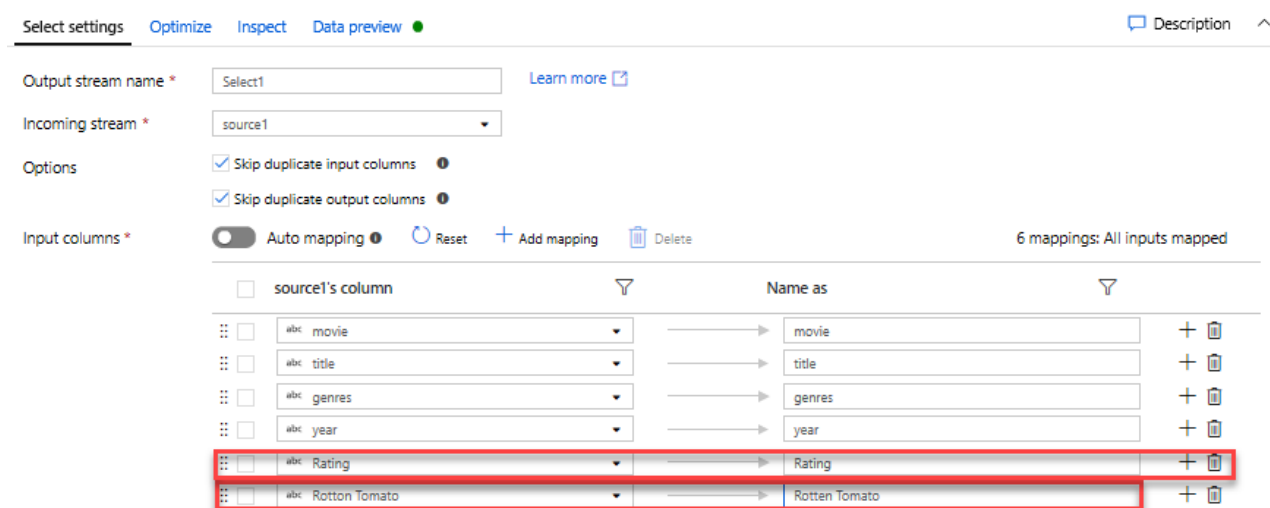 Select settings Optimize Inspect Data preview Description
Output stream name * Select1 Learn more
Incoming stream * source1
Options Skip duplicate input columns
Skip duplicate output columns
Input columns * Auto mapping Reset Add mapping Delete 6 mappings: All inputs mapped
source1's column Name as
abc movie movie
abc title title
abc genres genres
abc year year
abc Rating Rating
abc Rotton Tomato Rotten Tomato